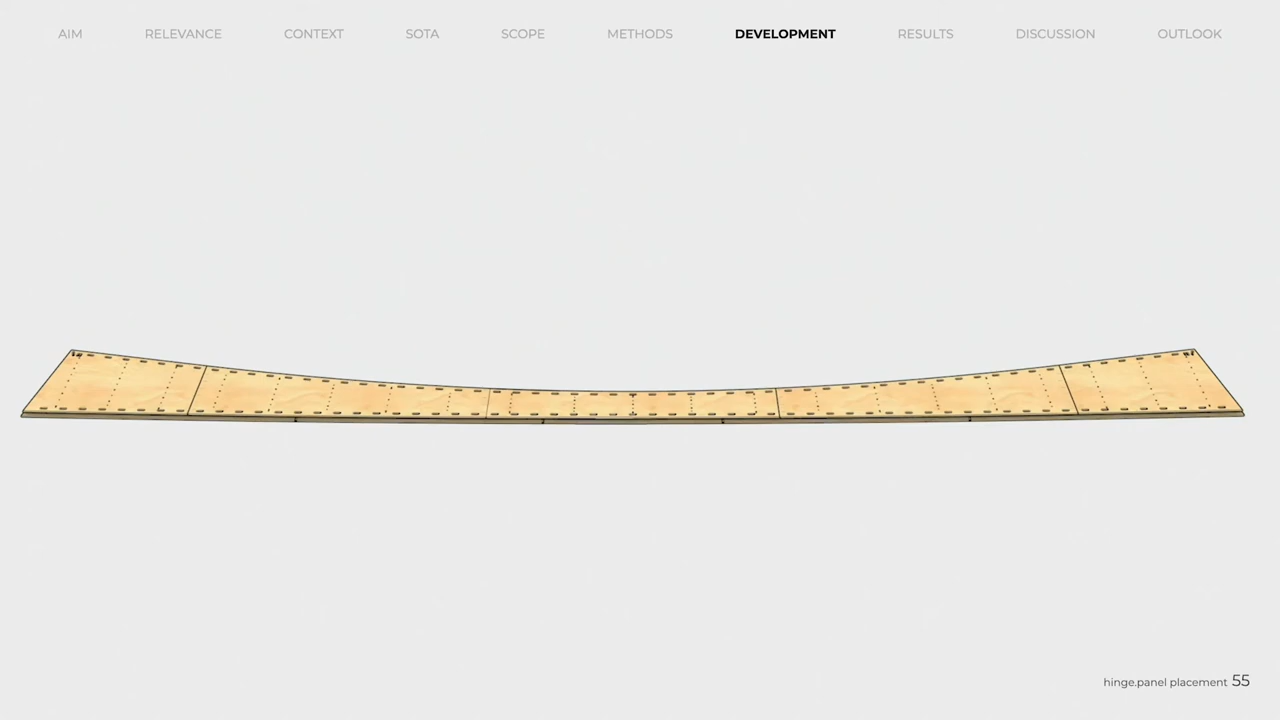 AIM RELEVANCE CONTEXT SOTA SCOPE METHODS DEVELOPMENT RESULTS DISCUSSION OUTLOOK
hinge.panel placement 55